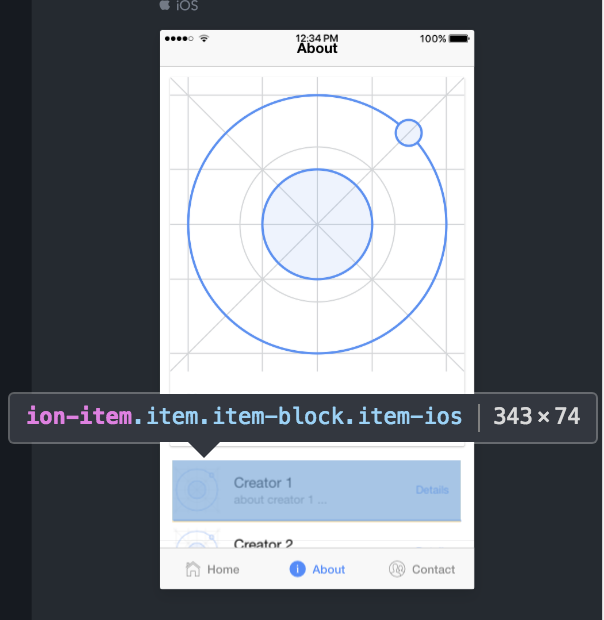 iOS
12:34 PM 100%
About
ion-item.item.item-block.item-ios 343 × 74
Creator 1
about creator 1 ...
Details
Creator 2
Home About Contact